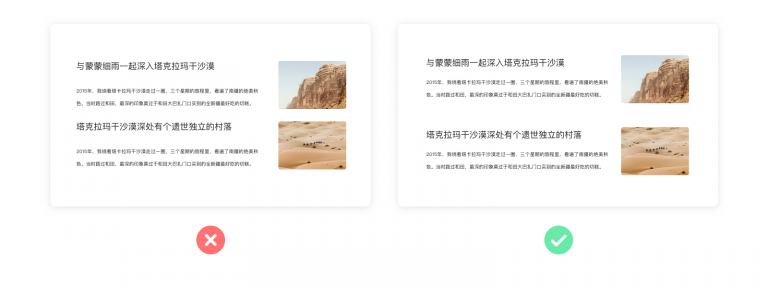 与蒙蒙细雨一起深入塔克拉玛干沙漠
2015年、我绕着塔卡拉玛干沙漠走过一圈、三个星期的旅程里、看遍了南疆的绝美秋
色。当时路过和田、最深的印象莫过于和田大巴扎门口买到的全新疆最好吃的切糕。
塔克拉玛干沙漠深处有个遗世独立的村落
2015年、我绕着塔卡拉玛干沙漠走过一圈、三个星期的旅程里、看遍了南疆的绝美秋
色。当时路过和田、最深的印象莫过于和田大巴扎门口买到的全新疆最好吃的切糕。
与蒙蒙细雨一起深入塔克拉玛干沙漠
2015年、我绕着塔卡拉玛干沙漠走过一圈、三个星期的旅程里、看遍了南疆的绝美秋
色。当时路过和田、最深的印象莫过于和田大巴扎门口买到的全新疆最好吃的切糕。
塔克拉玛干沙漠深处有个遗世独立的村落
2015年、我绕着塔卡拉玛干沙漠走过一圈、三个星期的旅程里、看遍了南疆的绝美秋
色。当时路过和田、最深的印象莫过于和田大巴扎门口买到的全新疆最好吃的切糕。